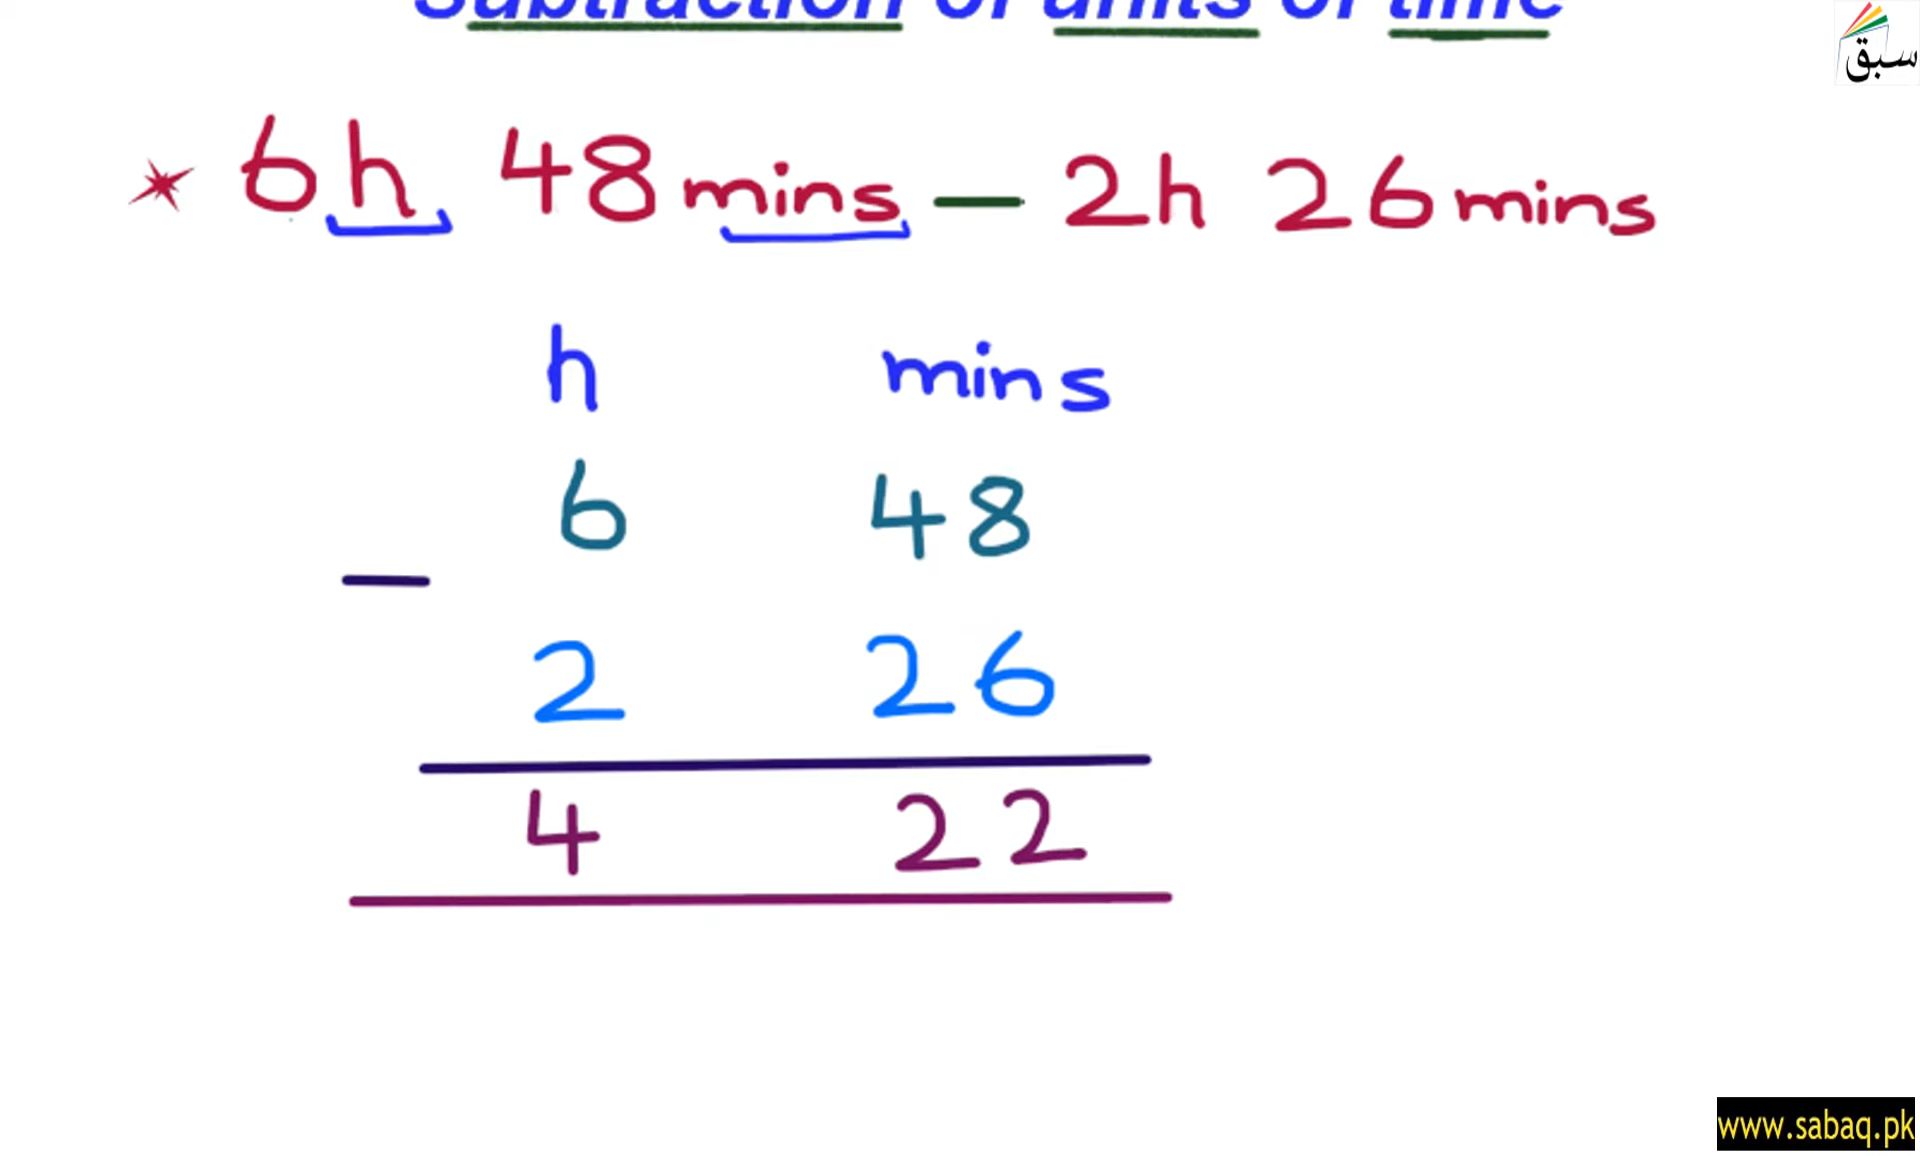 Subtraction of units of time
سبق
* 6h 48 mins — 2h 26 mins
h mins
6 48
—
2 26
4 22
www.sabaq.pk